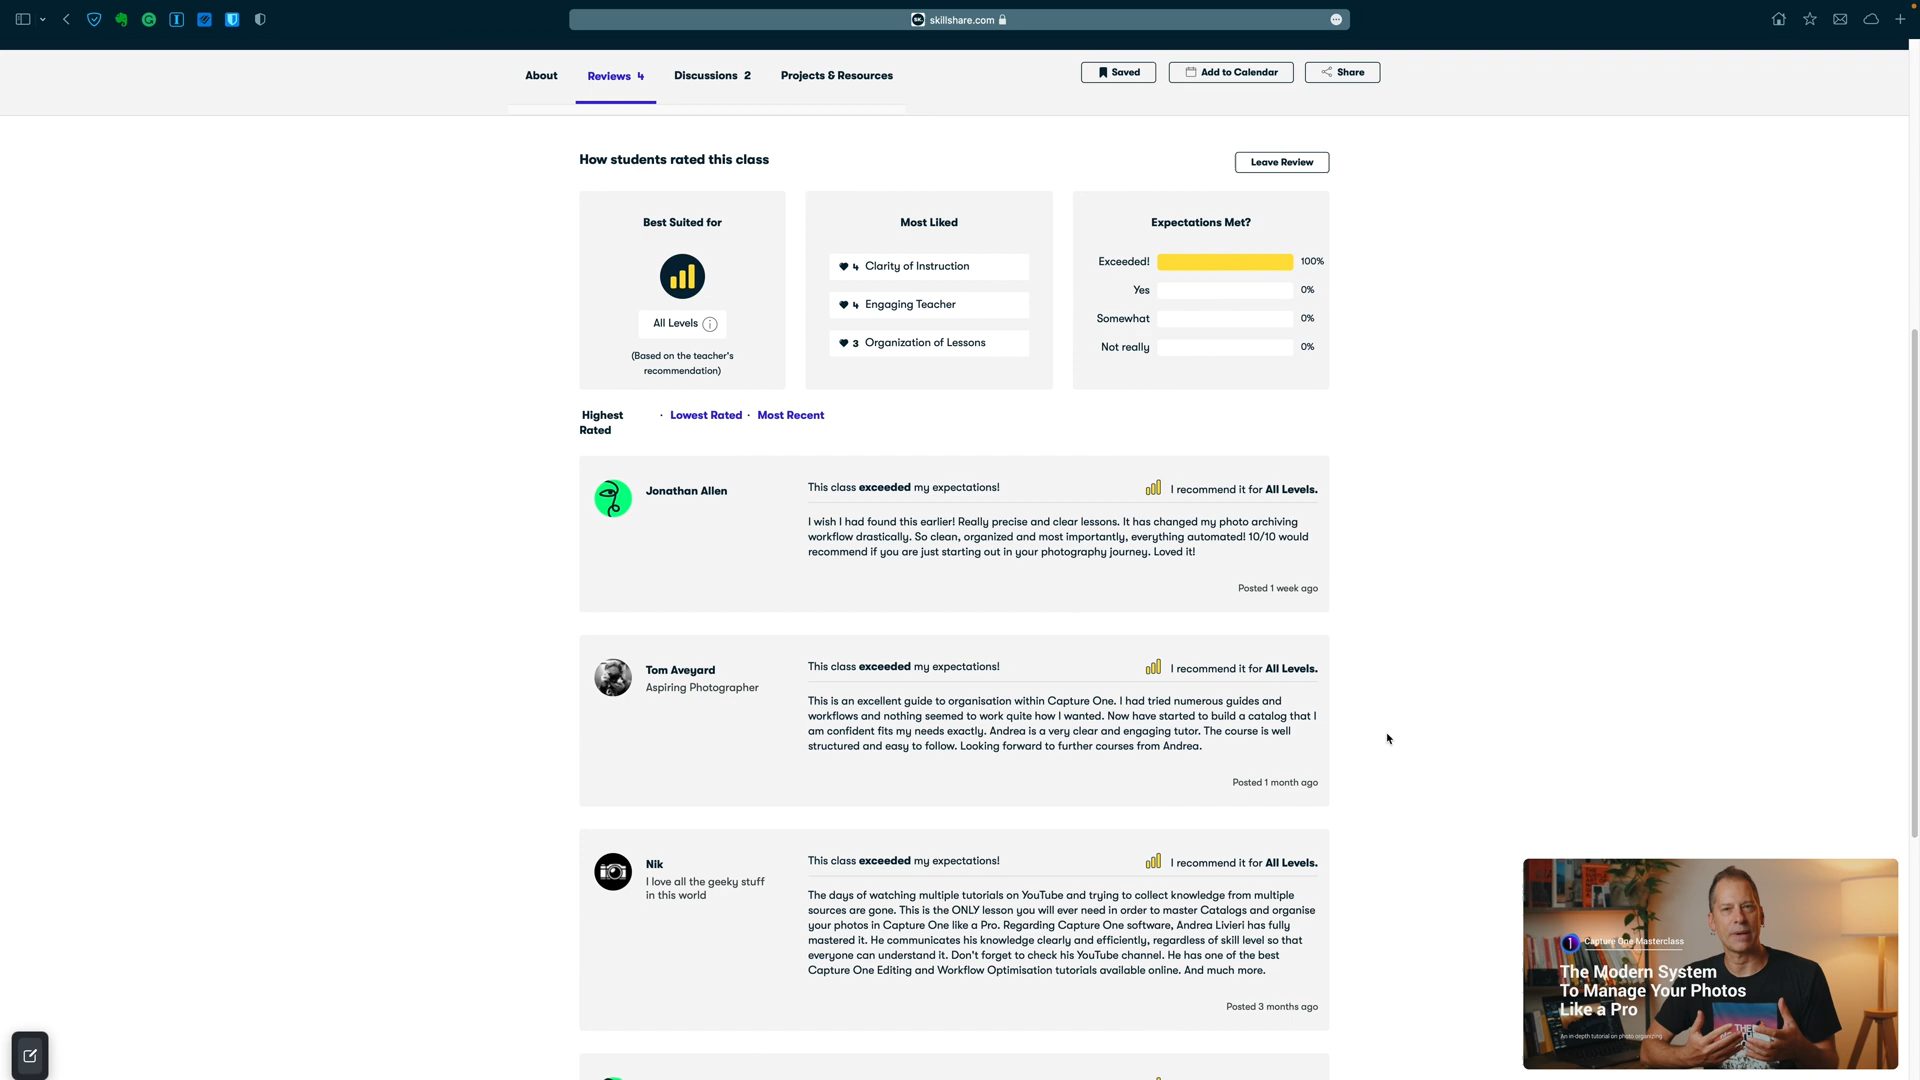 skillshare.com
About
Reviews 4
Discussions 2
Projects & Resources
Saved
Add to Calendar
Share
How students rated this class
Leave Review
Best Suited for
All Levels
(Based on the teacher's
recommendation)
Most Liked
4 Clarity of Instruction
4 Engaging Teacher
3 Organization of Lessons
Expectations Met?
Exceeded! 100%
Yes 0%
Somewhat 0%
Not really 0%
Highest
Rated
· Lowest Rated · Most Recent
Jonathan Allen
This class exceeded my expectations!
I recommend it for All Levels.
I wish I had found this earlier! Really precise and clear lessons. It has changed my photo archiving
workflow drastically. So clean, organized and most importantly, everything automated! 10/10 would
recommend if you are just starting out in your photography journey. Loved it!
Posted 1 week ago
Tom Aveyard
Aspiring Photographer
This class exceeded my expectations!
I recommend it for All Levels.
This is an excellent guide to organisation within Capture One. I had tried numerous guides and
workflows and nothing seemed to work quite how I wanted. Now have started to build a catalog that I
am confident fits my needs exactly. Andrea is a very clear and engaging tutor. The course is well
structured and easy to follow. Looking forward to further courses from Andrea.
Posted 1 month ago
Nik
I love all the geeky stuff
in this world
This class exceeded my expectations!
I recommend it for All Levels.
The days of watching multiple tutorials on YouTube and trying to collect knowledge from multiple
sources are gone. This is the ONLY lesson you will ever need in order to master Catalogs and organise
your photos in Capture One like a Pro. Regarding Capture One software, Andrea Livieri has fully
mastered it. He communicates his knowledge clearly and efficiently, regardless of skill level so that
everyone can understand it. Don't forget to check his YouTube channel. He has one of the best
Capture One Editing and Workflow Optimisation tutorials available online. And much more.
Posted 3 months ago
1 Capture One Masterclass
The Modern System
To Manage Your Photos
Like a Pro
An in-depth tutorial on photo organizing